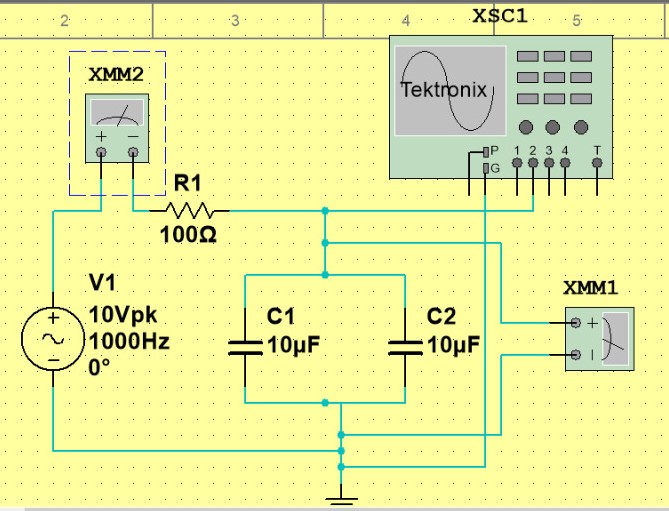 2 3 4 5
XSC1
XMM2
Tektronix
P
G
1 2 3 4 T
+ −
R1
100Ω
V1
10Vpk
1000Hz
0°
+
−
C1
10µF
C2
10µF
XMM1
+
−